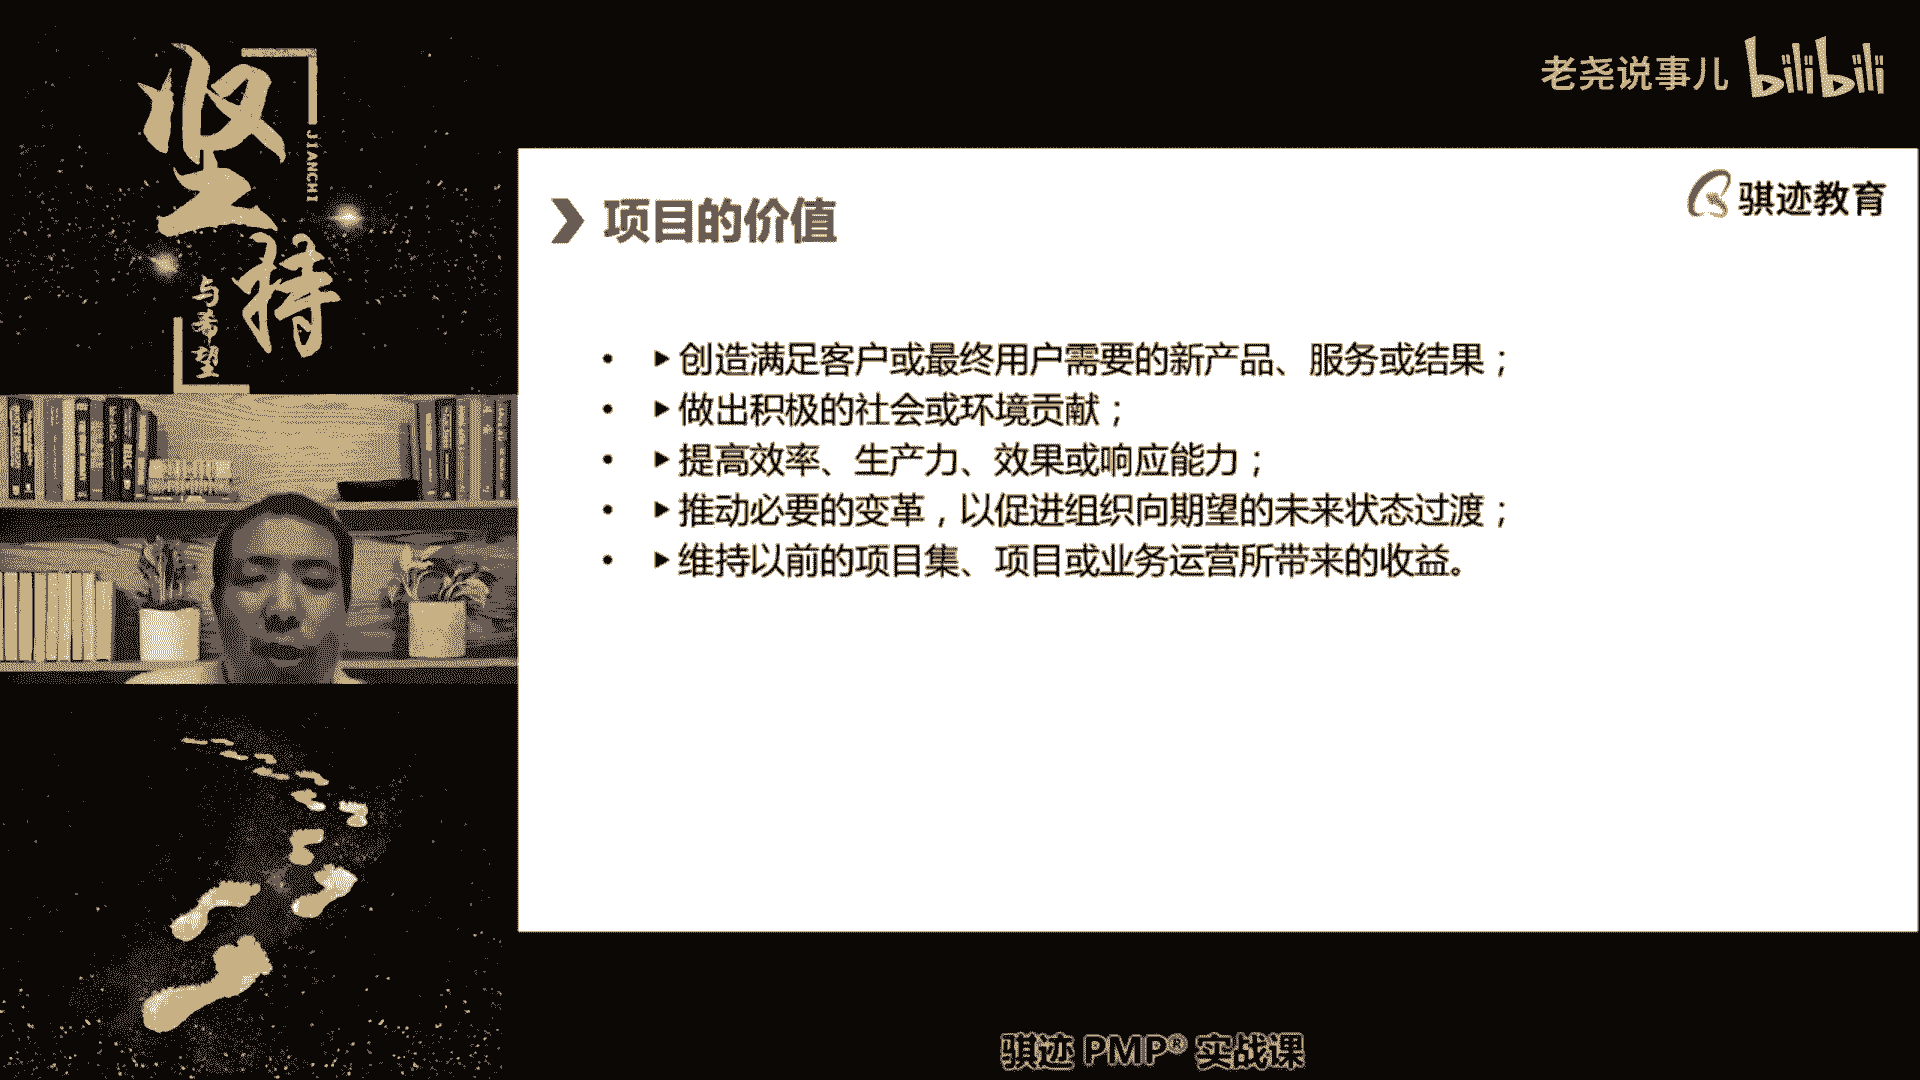 坚持
JIANCHI
与希望
老尧说事儿 bilibili
骐迹教育
项目的价值
• ▶创造满足客户或最终用户需要的新产品、服务或结果；
• ▶做出积极的社会或环境贡献；
• ▶提高效率、生产力、效果或响应能力；
• ▶推动必要的变革，以促进组织向期望的未来状态过渡；
• ▶维持以前的项目集、项目或业务运营所带来的收益。
骐迹 PMP® 实战课